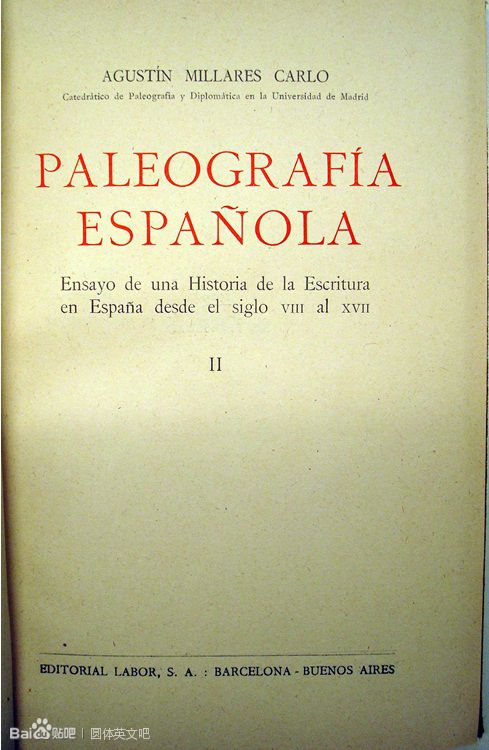 AGUSTÍN MILLARES CARLO
Catedrático de Paleografía y Diplomática en la Universidad de Madrid
PALEOGRAFÍA
ESPAÑOLA
Ensayo de una Historia de la Escritura
en España desde el siglo VIII al XVII
II
EDITORIAL LABOR, S. A. : BARCELONA - BUENOS AIRES
Bai贴吧 | 圆体英文吧